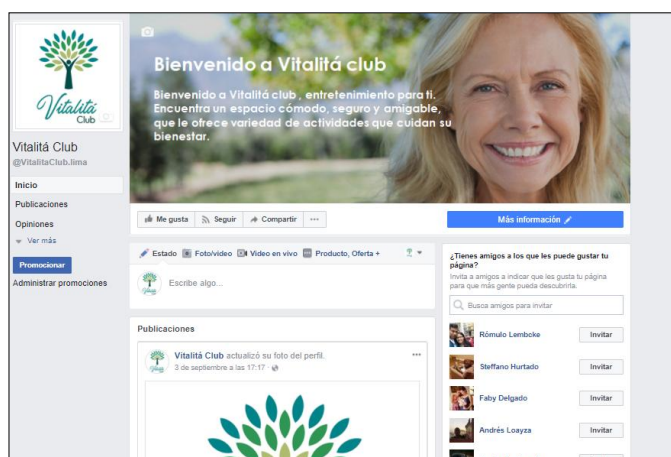 Vitalitá
Club
Bienvenido a Vitalitá club
Bienvenido a Vitalitá club , entretenimiento para ti.
Encuentra un espacio cómodo, seguro y amigable,
que le ofrece variedad de actividades que cuidan su
bienestar.
Vitalitá Club
@VitalitaClub.lima
Inicio
Publicaciones
Opiniones
Ver más
Promocionar
Administrar promociones
Me gusta
Seguir
Compartir
Más información
Estado
Foto/video
Video en vivo
Producto, Oferta +
Escribe algo...
Publicaciones
Vitalitá Club actualizó su foto del perfil.
3 de septiembre a las 17:17 ·
¿Tienes amigos a los que les puede gustar tu
página?
Invita a amigos a indicar que les gusta tu página
para que más gente pueda descubrirla.
Busca amigos para invitar
Rómulo Lembcke
Invitar
Steffano Hurtado
Invitar
Faby Delgado
Invitar
Andrés Loayza
Invitar